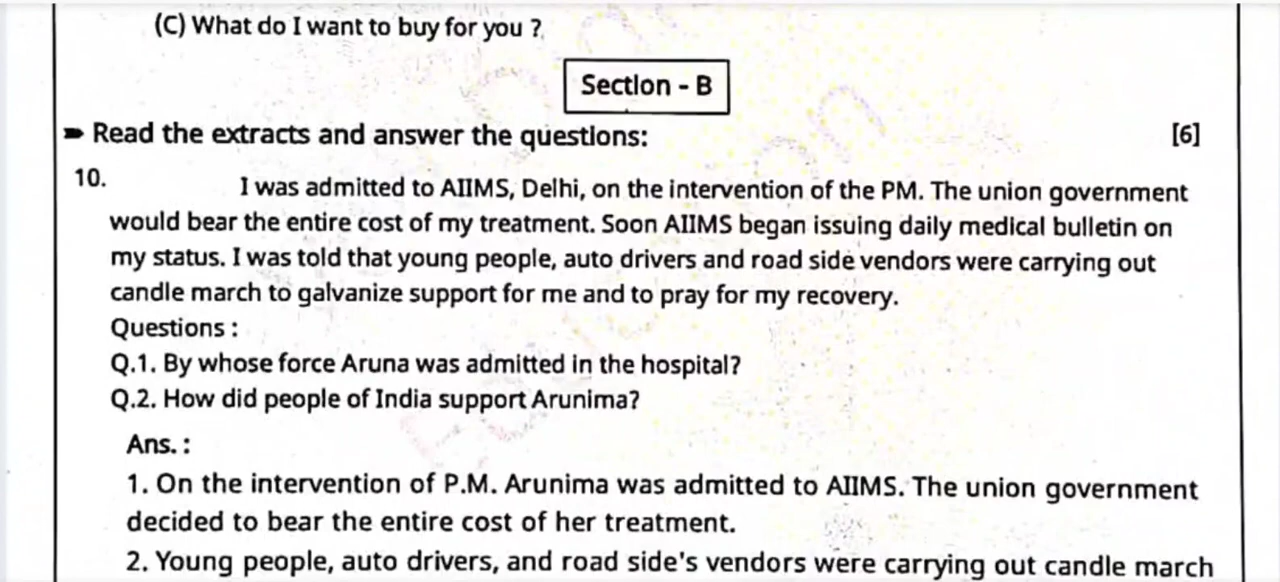 (C) What do I want to buy for you ?
Section - B
Read the extracts and answer the questions: [6]
10. I was admitted to AIIMS, Delhi, on the intervention of the PM. The union government
would bear the entire cost of my treatment. Soon AIIMS began issuing daily medical bulletin on
my status. I was told that young people, auto drivers and road side vendors were carrying out
candle march to galvanize support for me and to pray for my recovery.
Questions :
Q.1. By whose force Aruna was admitted in the hospital?
Q.2. How did people of India support Arunima?
Ans. :
1. On the intervention of P.M. Arunima was admitted to AIIMS. The union government
decided to bear the entire cost of her treatment.
2. Young people, auto drivers, and road side's vendors were carrying out candle march